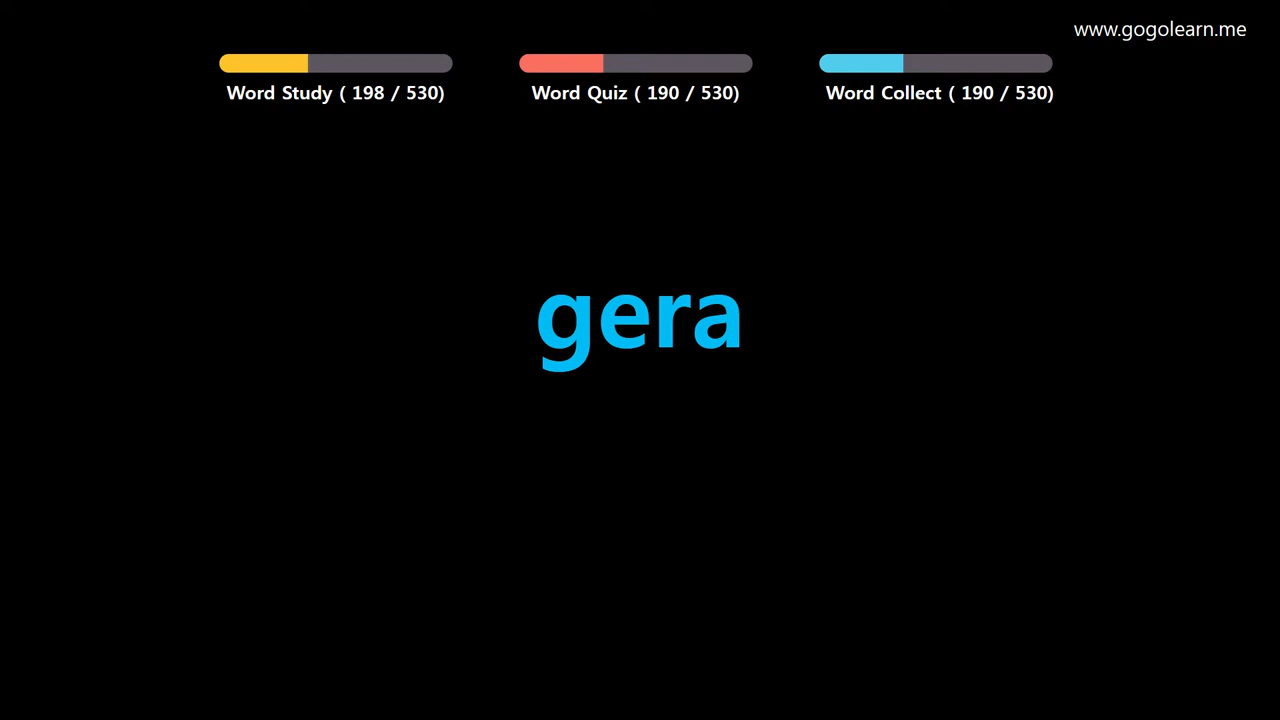 www.gogolearn.me
Word Study ( 198 / 530)
Word Quiz ( 190 / 530)
Word Collect ( 190 / 530)
gera